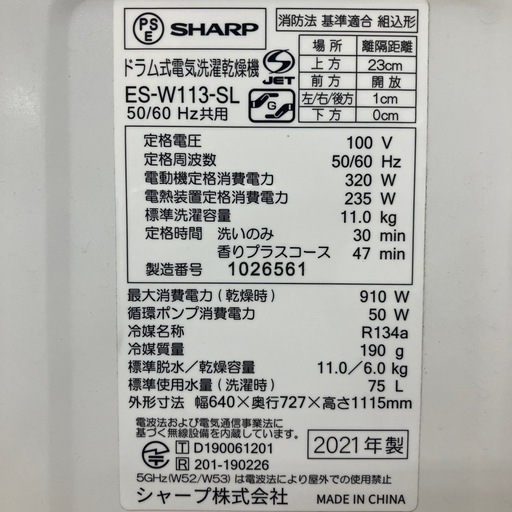 PS
E
SHARP
ドラム式電気洗濯乾燥機
JET
ES-W113-SL
50/60 Hz共用
G
消防法 基準適合 組込形
場所 離隔距離
上方 23cm
前方 開放
左/右/後方 1cm
下方 0cm
定格電圧 100 V
定格周波数 50/60 Hz
電動機定格消費電力 320 W
電熱装置定格消費電力 235 W
標準洗濯容量 11.0 kg
定格時間 洗いのみ 30 min
香りプラスコース 47 min
製造番号 1026561
最大消費電力(乾燥時) 910 W
循環ポンプ消費電力 50 W
冷媒名称 R134a
冷媒質量 190 g
標準脱水/乾燥容量 11.0/6.0 kg
標準使用水量(洗濯時) 75 L
外形寸法 幅640×奥行727×高さ1115mm
電波法および電気通信事業法に
基づく無線設備を内蔵しています。
T D190061201
R 201-190226
2021年製
5GHz(W52/W53)は電波法により屋外での使用禁止
シャープ株式会社 MADE IN CHINA